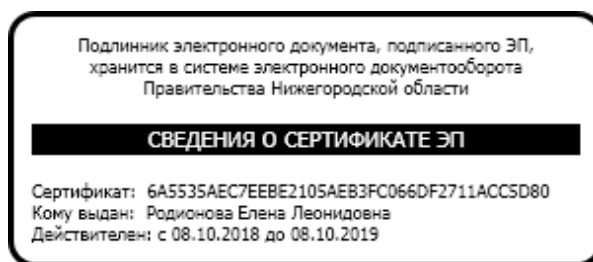 Подлинник электронного документа, подписанного ЭП,
хранится в системе электронного документооборота
Правительства Нижегородской области
СВЕДЕНИЯ О СЕРТИФИКАТЕ ЭП
Сертификат: 6A5535AEC7EEBE2105AEB3FC066DF2711ACC5D80
Кому выдан: Родионова Елена Леонидовна
Действителен: с 08.10.2018 до 08.10.2019